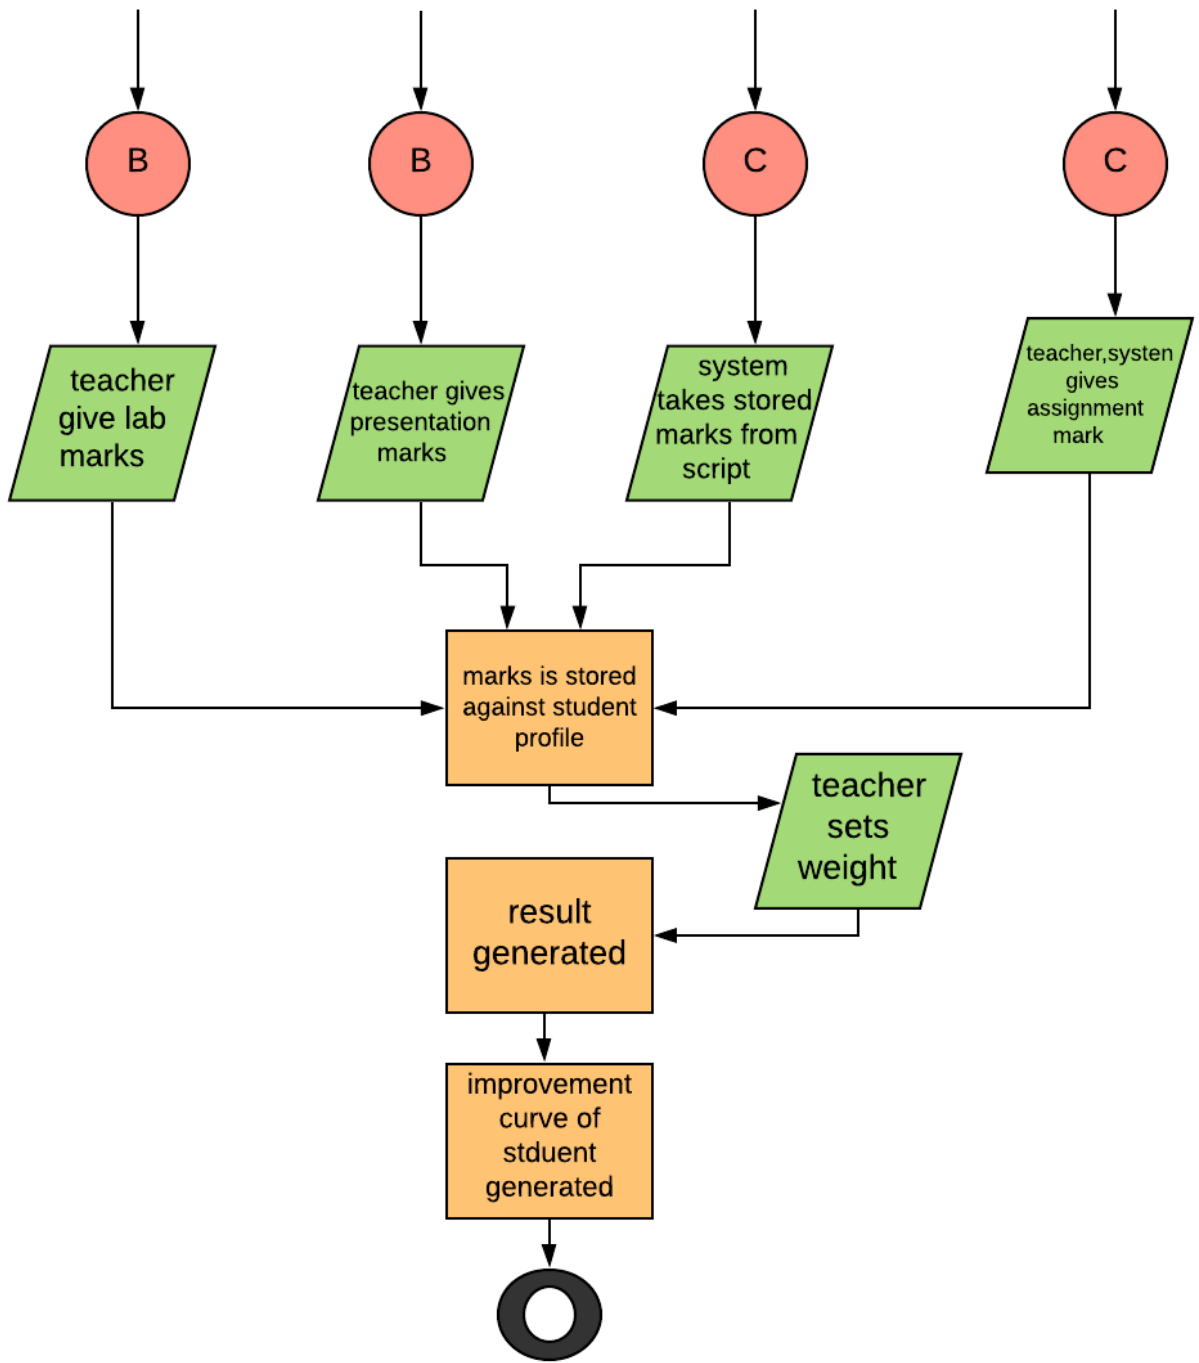 B
B
C
C
teacher
give lab
marks
teacher gives
presentation
marks
system
takes stored
marks from
script
teacher,systen
gives
assignment
mark
marks is stored
against student
profile
teacher
sets
weight
result
generated
improvement
curve of
stduent
generated